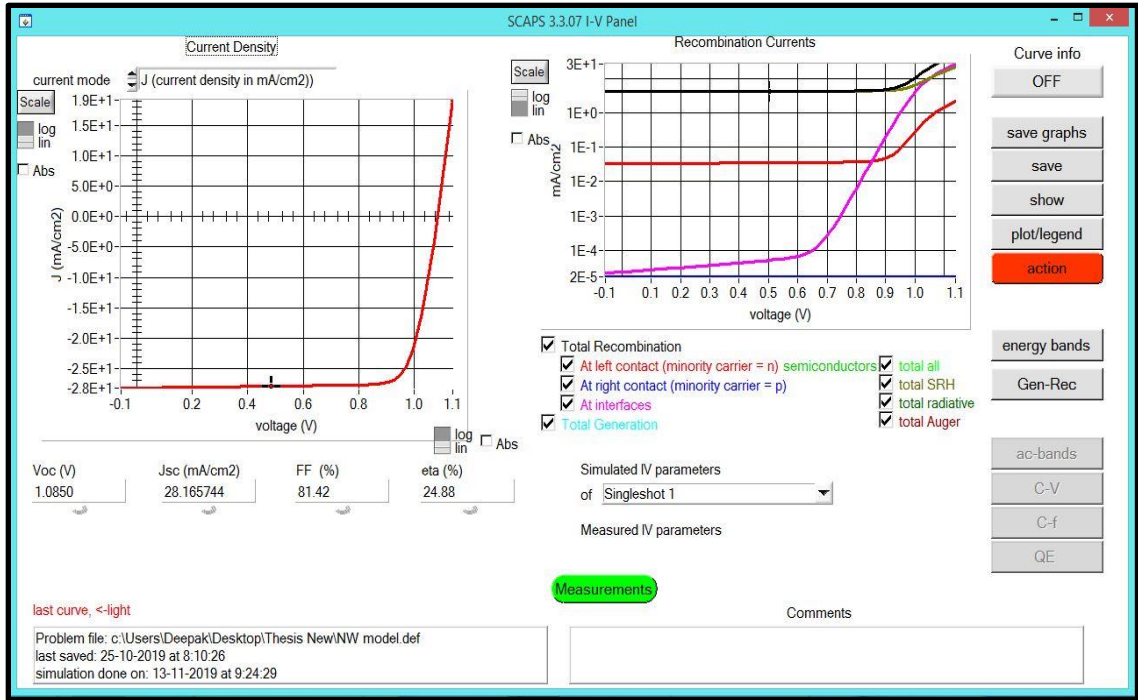 SCAPS 3.3.07 I-V Panel
Current Density
current mode J (current density in mA/cm2))
Scale
log
lin
Abs
1.9E+1
1.5E+1
1.0E+1
5.0E+0
0.0E+0
-5.0E+0
-1.0E+1
-1.5E+1
-2.0E+1
-2.5E+1
-2.8E+1
J (mA/cm2)
-0.1 0.2 0.4 0.6 0.8 1.0 1.1
voltage (V)
log
lin
Abs
Recombination Currents
Scale
log
lin
Abs
3E+1
1E+0
1E-1
1E-2
1E-3
1E-4
2E-5
mA/cm2
-0.1 0.1 0.2 0.3 0.4 0.5 0.6 0.7 0.8 0.9 1.0 1.1
voltage (V)
Total Recombination
At left contact (minority carrier = n) semiconductors total all
At right contact (minority carrier = p) total SRH
At interfaces total radiative
Total Generation total Auger
Curve info
OFF
save graphs
save
show
plot/legend
action
energy bands
Gen-Rec
ac-bands
C-V
C-f
QE
Voc (V) Jsc (mA/cm2) FF (%) eta (%)
1.0850 28.165744 81.42 24.88
Simulated IV parameters
of Singleshot 1
Measured IV parameters
Measurements
last curve, <-light
Problem file: c:\Users\Deepak\Desktop\Thesis New\NW model.def
last saved: 25-10-2019 at 8:10:26
simulation done on: 13-11-2019 at 9:24:29
Comments